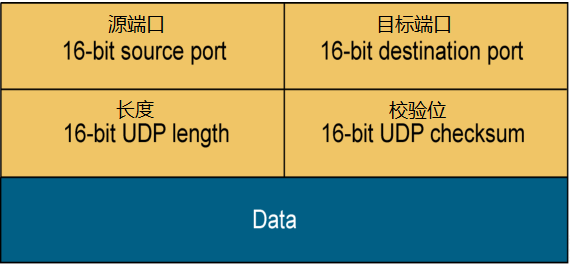 源端口
16-bit source port
目标端口
16-bit destination port
长度
16-bit UDP length
校验位
16-bit UDP checksum
Data